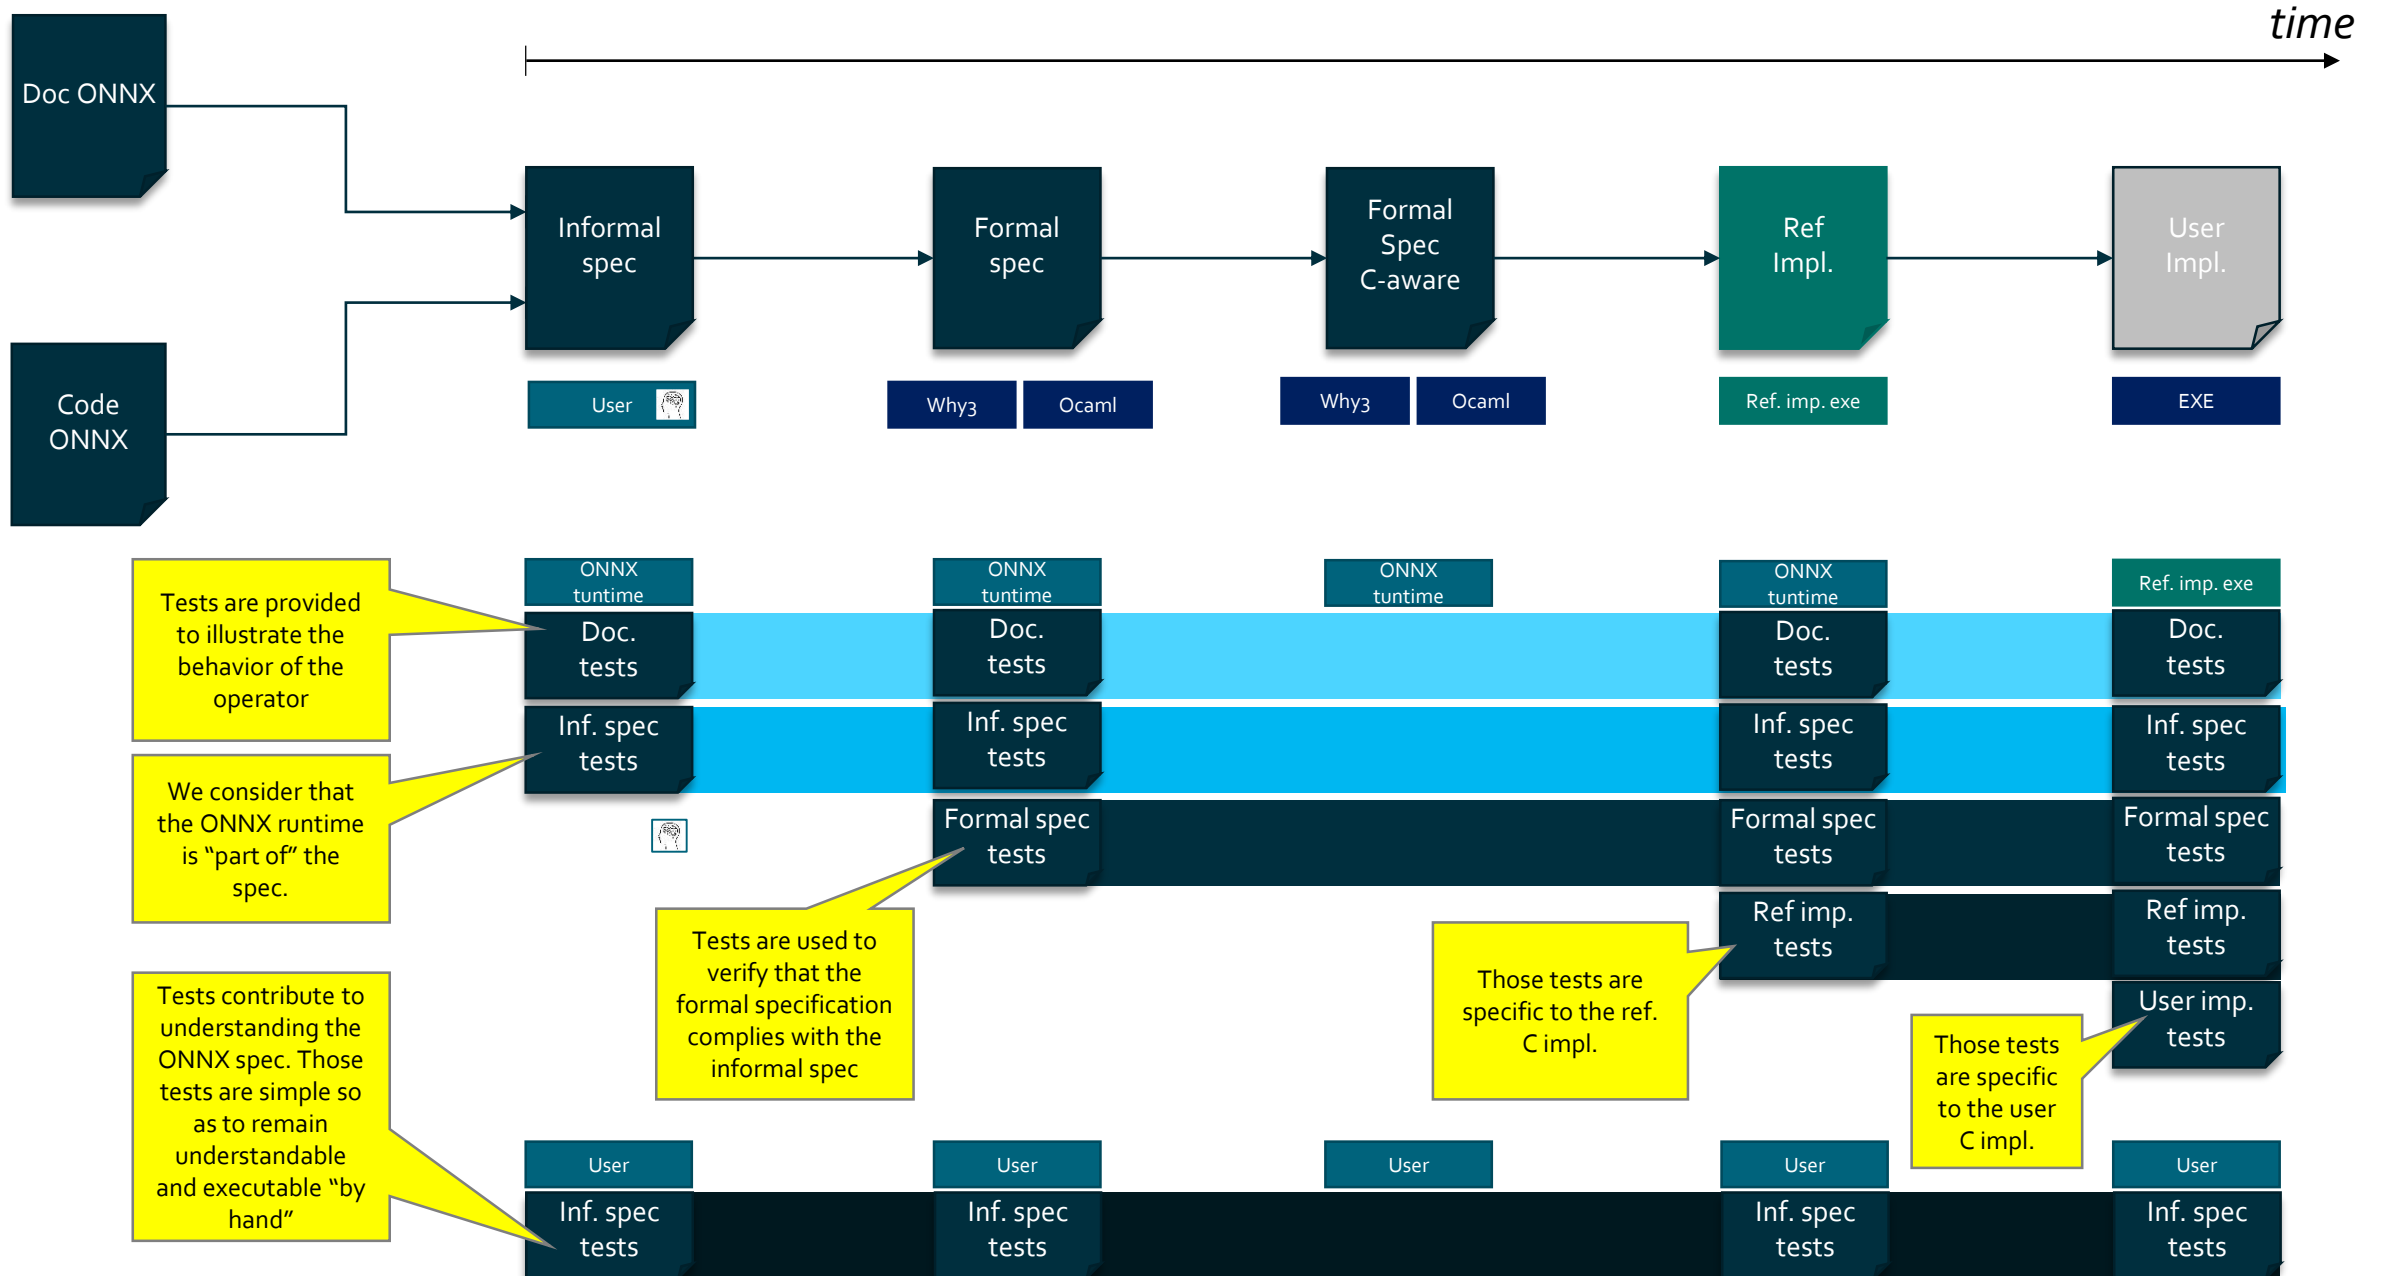 time
Doc ONNX
Code
ONNX
Informal
spec
Formal
spec
Formal
Spec
C-aware
Ref
Impl.
User
Impl.
User
Why3
Ocaml
Why3
Ocaml
Ref. imp. exe
EXE
Tests are provided
to illustrate the
behavior of the
operator
We consider that
the ONNX runtime
is “part of” the
spec.
Tests contribute to
understanding the
ONNX spec. Those
tests are simple so
as to remain
understandable
and executable “by
hand”
ONNX
tuntime
Doc.
tests
Inf. spec
tests
ONNX
tuntime
Doc.
tests
Inf. spec
tests
Formal spec
tests
Tests are used to
verify that the
formal specification
complies with the
informal spec
ONNX
tuntime
ONNX
tuntime
Doc.
tests
Inf. spec
tests
Formal spec
tests
Ref imp.
tests
Those tests are
specific to the ref.
C impl.
Ref. imp. exe
Doc.
tests
Inf. spec
tests
Formal spec
tests
Ref imp.
tests
User imp.
tests
Those tests
are specific
to the user
C impl.
User
Inf. spec
tests
User
Inf. spec
tests
User
User
Inf. spec
tests
User
Inf. spec
tests